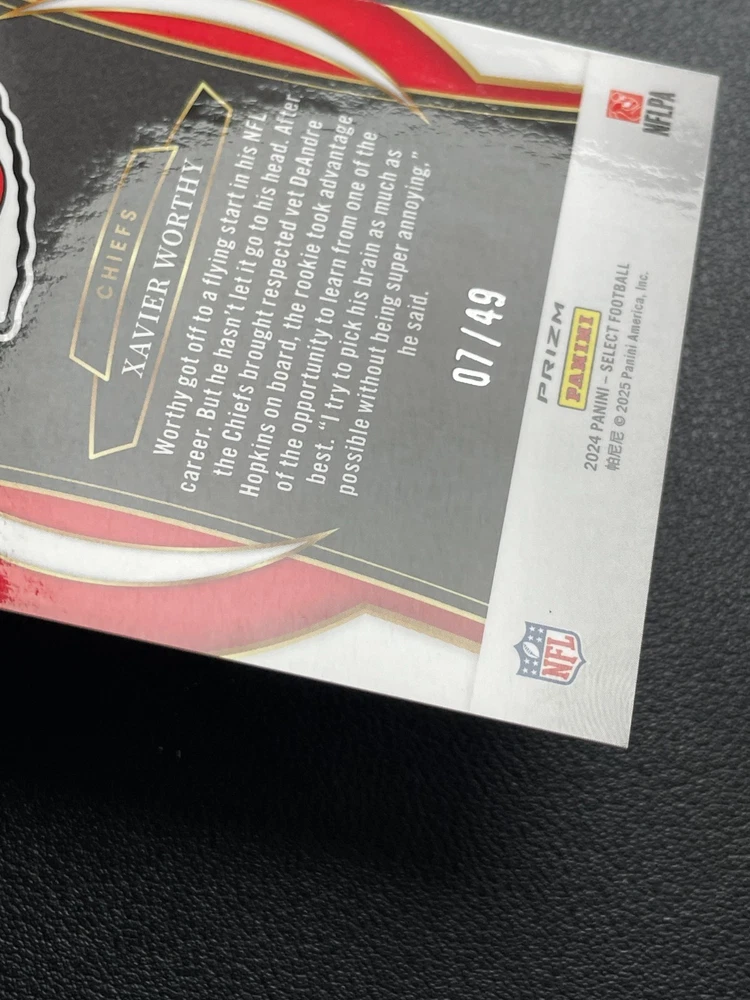 CHIEFS
XAVIER WORTHY
Worthy got off to a flying start in his NFL
career. But he hasn't let it go to his head. After
the Chiefs brought respected vet DeAndre
Hopkins on board, the rookie took advantage
of the opportunity to learn from one of the
best. "I try to pick his brain as much as
possible without being super annoying,"
he said.
07/49
PRIZM
PANINI
2024 PANINI – SELECT FOOTBALL
帕尼尼 © 2025 Panini America, Inc.
NFLPA
NFL